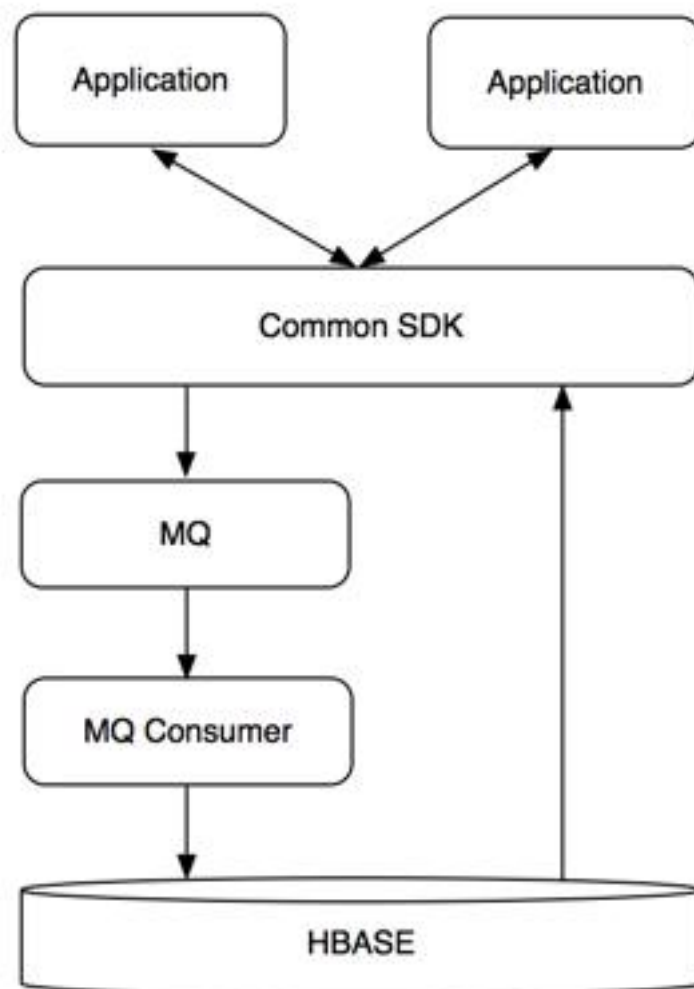 Application
Application
Common SDK
MQ
MQ Consumer
HBASE